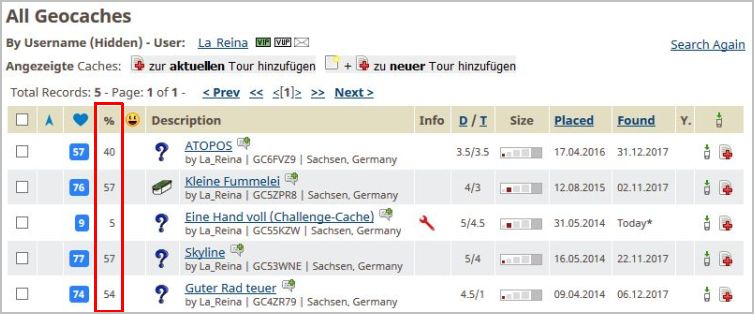 All Geocaches
By Username (Hidden) - User: La_Reina VIP VUP
Search Again
Angezeigte Caches: zur aktuellen Tour hinzufügen + zu neuer Tour hinzufügen
Total Records: 5 - Page: 1 of 1 - < Prev << <[1]> >> Next >
% Description Info D / T Size Placed Found Y.
57 40 ATOPOS 3.5/3.5 17.04.2016 31.12.2017
by La_Reina | GC6FVZ9 | Sachsen, Germany
76 57 Kleine Fummelei 4/3 12.08.2015 02.11.2017
by La_Reina | GC5ZPR8 | Sachsen, Germany
9 5 Eine Hand voll (Challenge-Cache) 5/4.5 31.05.2014 Today*
by La_Reina | GC55KZW | Sachsen, Germany
77 57 Skyline 5/4 16.05.2014 22.11.2017
by La_Reina | GC53WNE | Sachsen, Germany
74 54 Guter Rad teuer 4.5/1 09.04.2014 06.12.2017
by La_Reina | GC4ZR79 | Sachsen, Germany